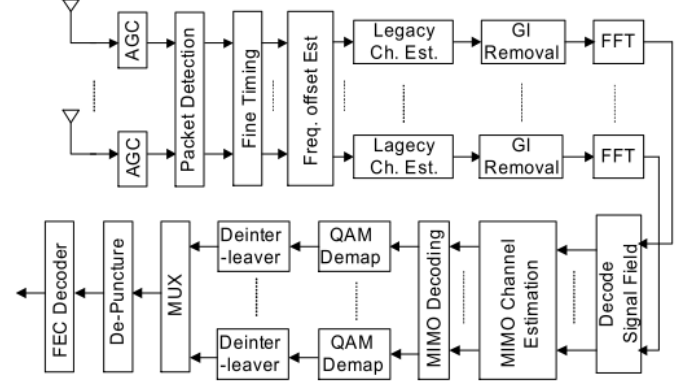 AGC
Packet Detection
Fine Timing
Freq. offset Est
Legacy
Ch. Est.
GI
Removal
FFT
AGC
Lagecy
Ch. Est.
GI
Removal
FFT
FEC Decoder
De-Puncture
MUX
Deinter
-leaver
QAM
Demap
MIMO Decoding
MIMO Channel
Estimation
Decode
Signal Field
Deinter
-leaver
QAM
Demap